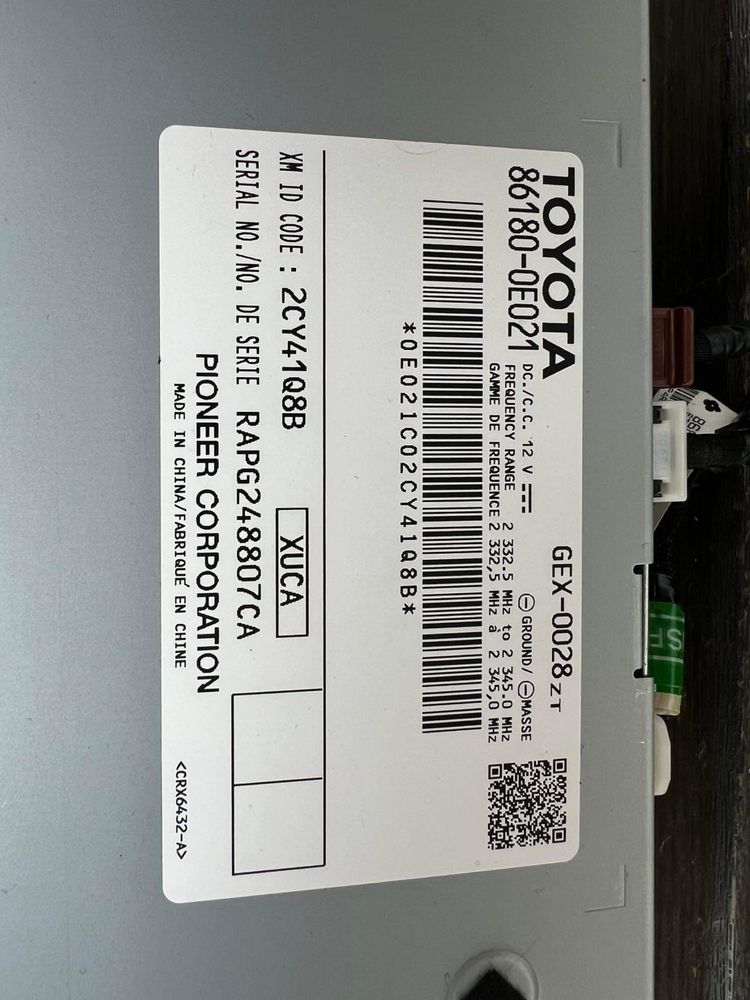 TOYOTA
GEX-0028ZT
86180-0E021
DC./C.C. 12 V
⊖ GROUND/ ⊖MASSE
FREQUENCY RANGE 2 332.5 MHz to 2 345.0 MHz
GAMME DE FREQUENCE 2 332,5 MHz à 2 345,0 MHz
*0E021C02CY41Q8B*
XM ID CODE : 2CY41Q8B
XUCA
SERIAL NO./NO. DE SERIE RAPG248807CA
PIONEER CORPORATION
MADE IN CHINA/FABRIQUÉ EN CHINE
<CRX6432-A>